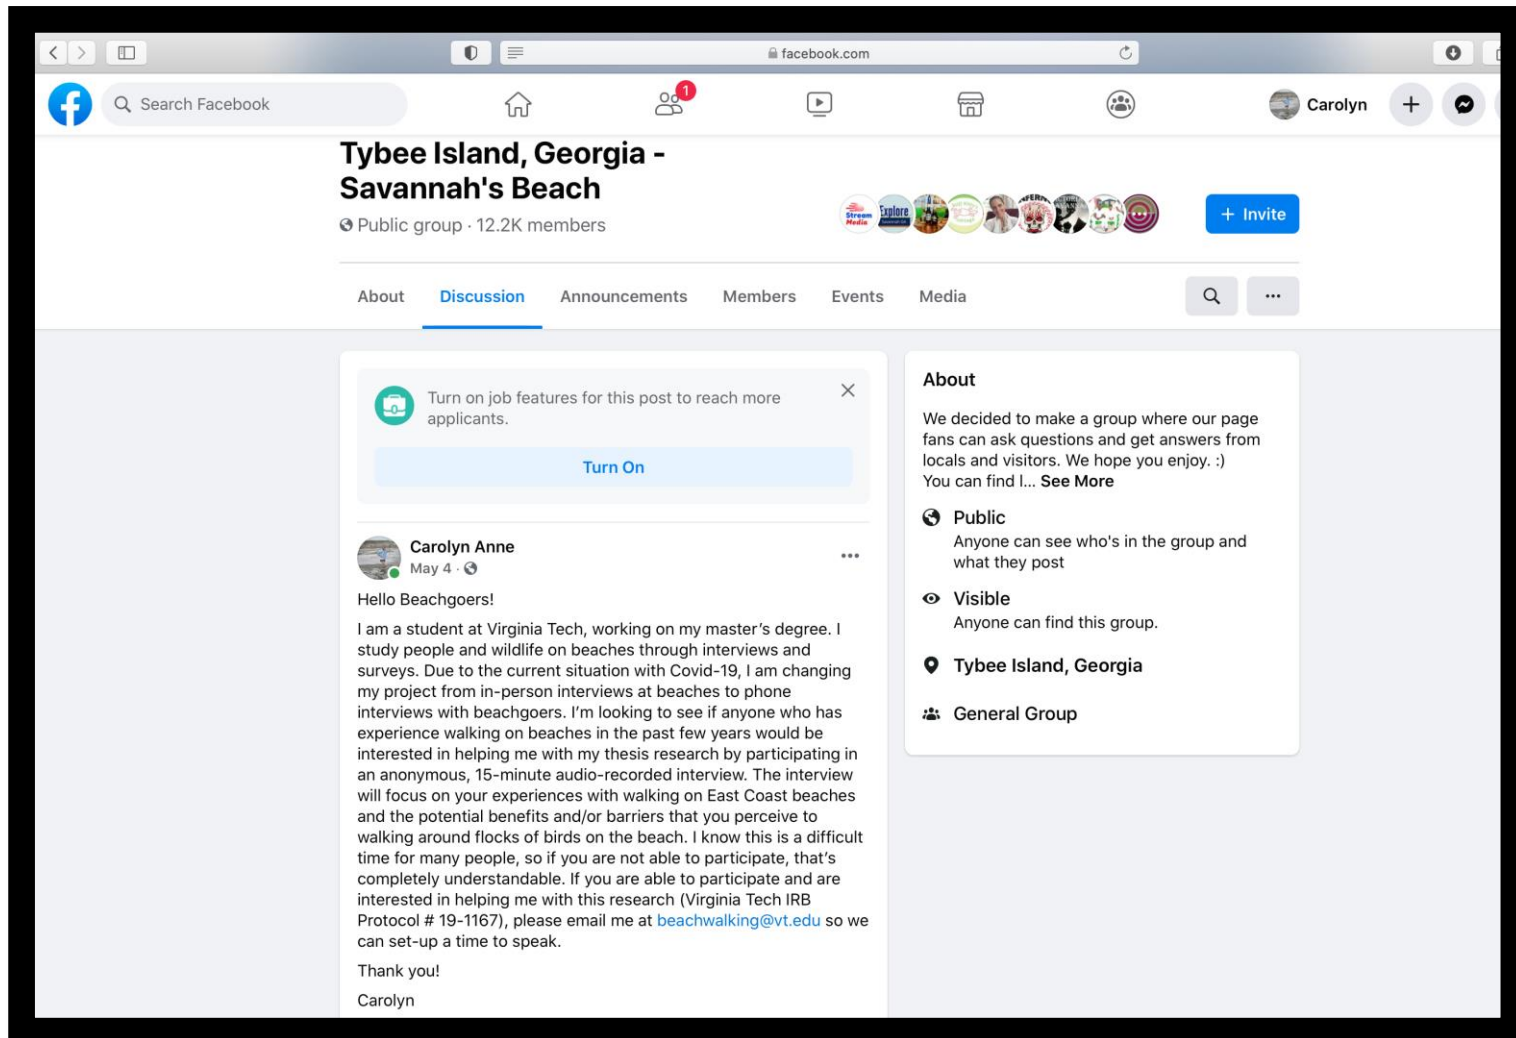 facebook.com
Search Facebook
1
Carolyn
Tybee Island, Georgia -
Savannah's Beach
Public group · 12.2K members
Stream
Media
Explore
+ Invite
About
Discussion
Announcements
Members
Events
Media
Turn on job features for this post to reach more
applicants.
Turn On
Carolyn Anne
May 4 ·
Hello Beachgoers!
I am a student at Virginia Tech, working on my master's degree. I
study people and wildlife on beaches through interviews and
surveys. Due to the current situation with Covid-19, I am changing
my project from in-person interviews at beaches to phone
interviews with beachgoers. I'm looking to see if anyone who has
experience walking on beaches in the past few years would be
interested in helping me with my thesis research by participating in
an anonymous, 15-minute audio-recorded interview. The interview
will focus on your experiences with walking on East Coast beaches
and the potential benefits and/or barriers that you perceive to
walking around flocks of birds on the beach. I know this is a difficult
time for many people, so if you are not able to participate, that's
completely understandable. If you are able to participate and are
interested in helping me with this research (Virginia Tech IRB
Protocol # 19-1167), please email me at beachwalking@vt.edu so we
can set-up a time to speak.
Thank you!
Carolyn
About
We decided to make a group where our page
fans can ask questions and get answers from
locals and visitors. We hope you enjoy. :)
You can find l... See More
Public
Anyone can see who's in the group and
what they post
Visible
Anyone can find this group.
Tybee Island, Georgia
General Group